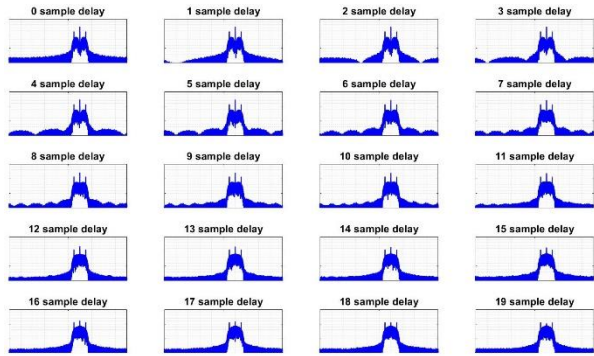 0 sample delay
1 sample delay
2 sample delay
3 sample delay
4 sample delay
5 sample delay
6 sample delay
7 sample delay
8 sample delay
9 sample delay
10 sample delay
11 sample delay
12 sample delay
13 sample delay
14 sample delay
15 sample delay
16 sample delay
17 sample delay
18 sample delay
19 sample delay